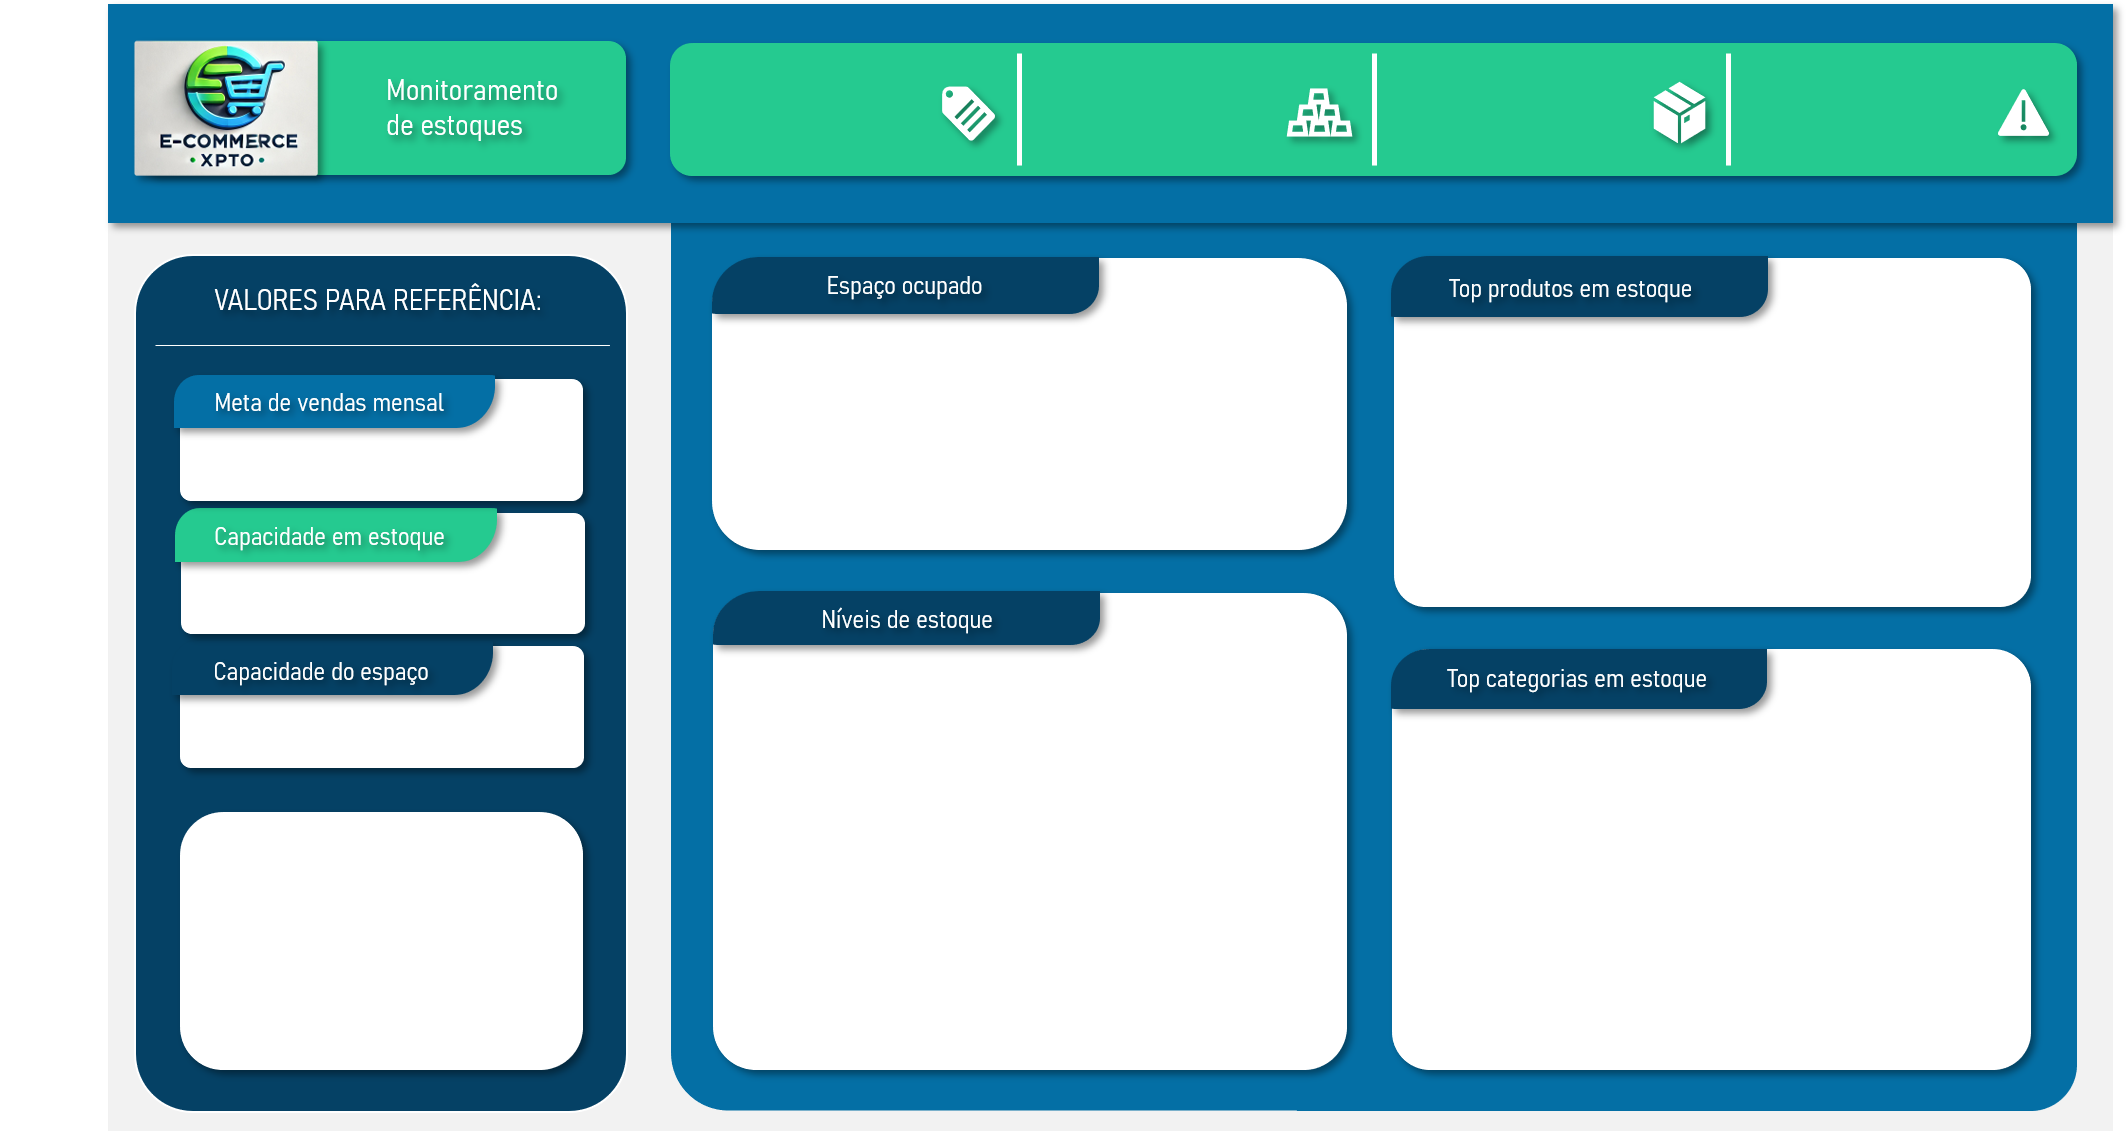 E-COMMERCE
• XPTO •
Monitoramento
de estoques
VALORES PARA REFERÊNCIA:
Meta de vendas mensal
Capacidade em estoque
Capacidade do espaço
Espaço ocupado
Níveis de estoque
Top produtos em estoque
Top categorias em estoque